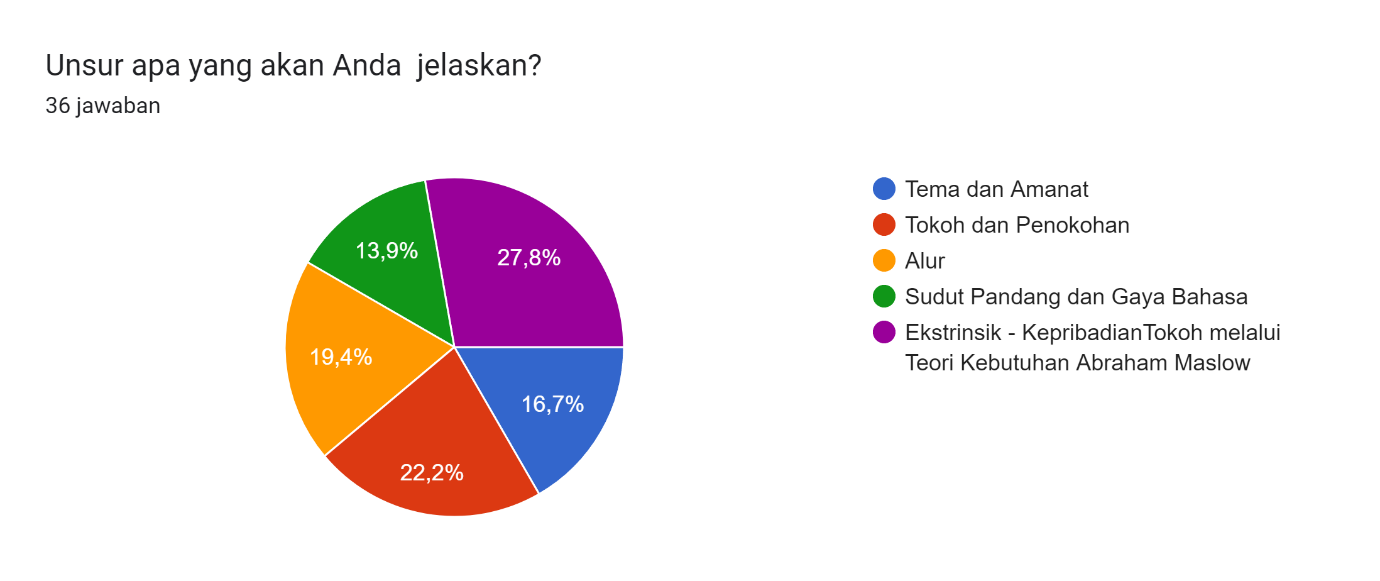 Unsur apa yang akan Anda  jelaskan?
36 jawaban
13,9%
27,8%
19,4%
16,7%
22,2%
Tema dan Amanat
Tokoh dan Penokohan
Alur
Sudut Pandang dan Gaya Bahasa
Ekstrinsik - KepribadianTokoh melalui
Teori Kebutuhan Abraham Maslow